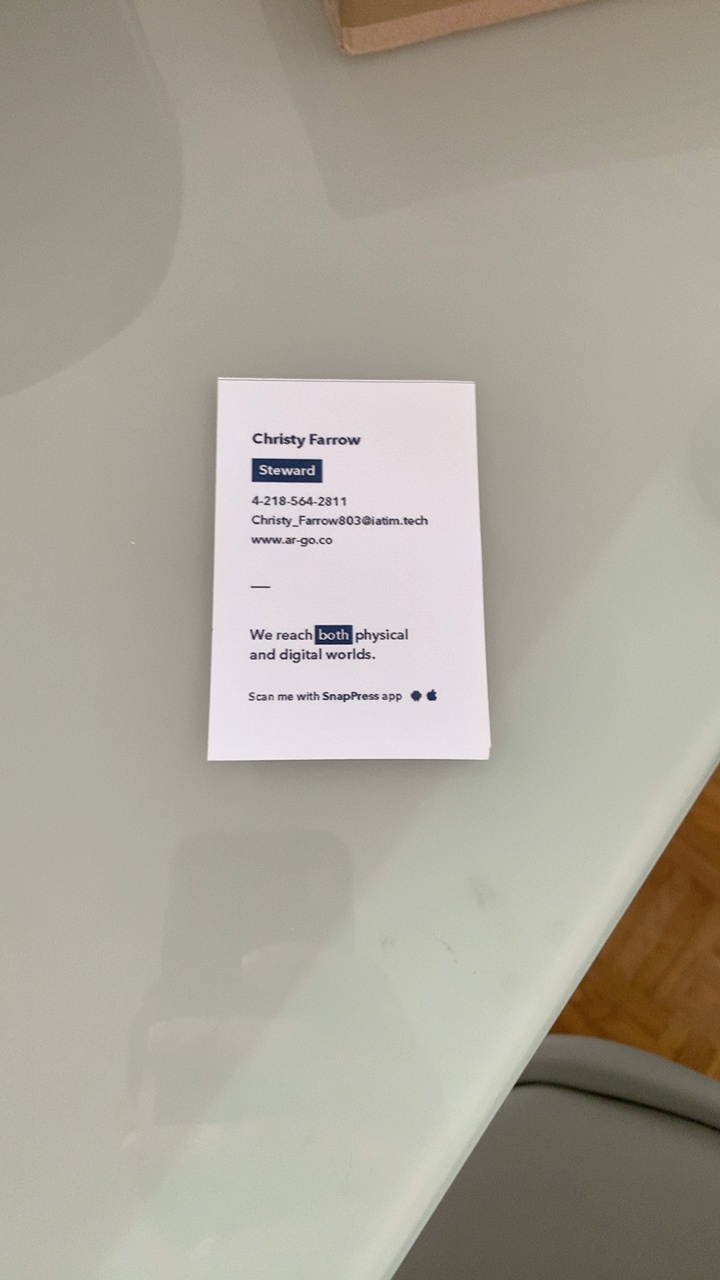 Christy Farrow
Steward
4-218-564-2811
Christy_Farrow803@iatim.tech
www.ar-go.co
—
We reach both physical
and digital worlds.
Scan me with SnapPress app